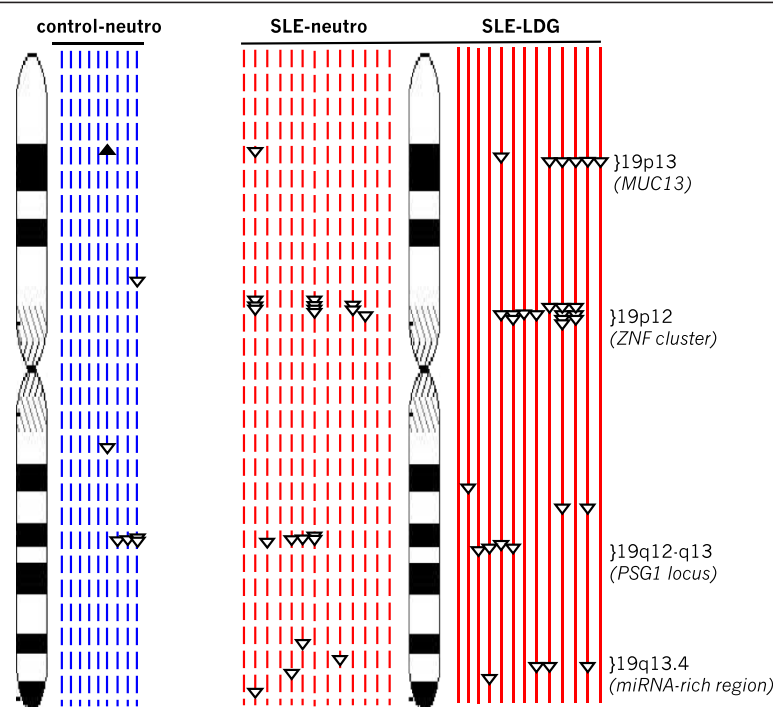 control-neutro
SLE-neutro
SLE-LDG
}19p13
(MUC13)
}19p12
(ZNF cluster)
}19q12-q13
(PSG1 locus)
}19q13.4
(miRNA-rich region)